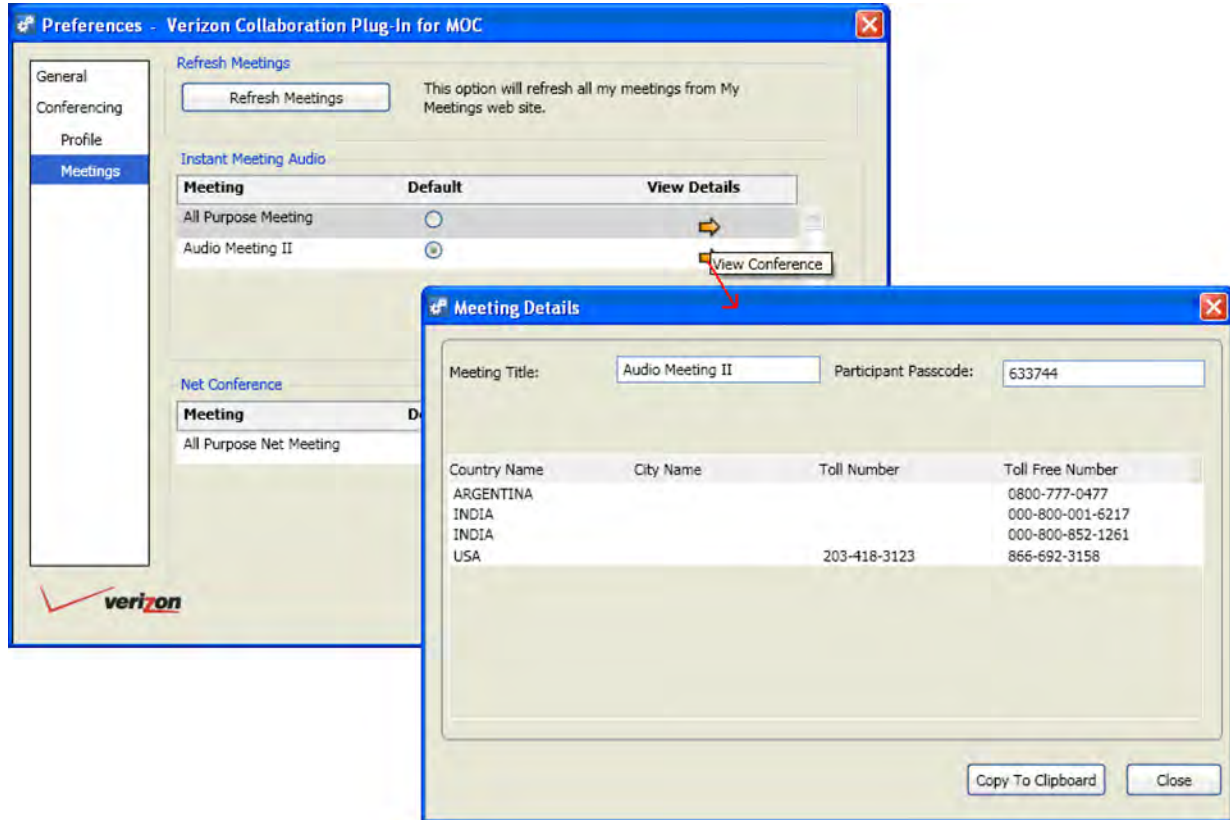 Preferences - Verizon Collaboration Plug-In for MOC
General
Conferencing
Profile
Meetings
Refresh Meetings
Refresh Meetings
This option will refresh all my meetings from My
Meetings web site.
Instant Meeting Audio
Meeting Default View Details
All Purpose Meeting
Audio Meeting II
View Conference
Net Conference
Meeting
All Purpose Net Meeting
verizon
Meeting Details
Meeting Title: Audio Meeting II Participant Passcode: 633744
Country Name City Name Toll Number Toll Free Number
ARGENTINA 0800-777-0477
INDIA 000-800-001-6217
INDIA 000-800-852-1261
USA 203-418-3123 866-692-3158
Copy To Clipboard Close